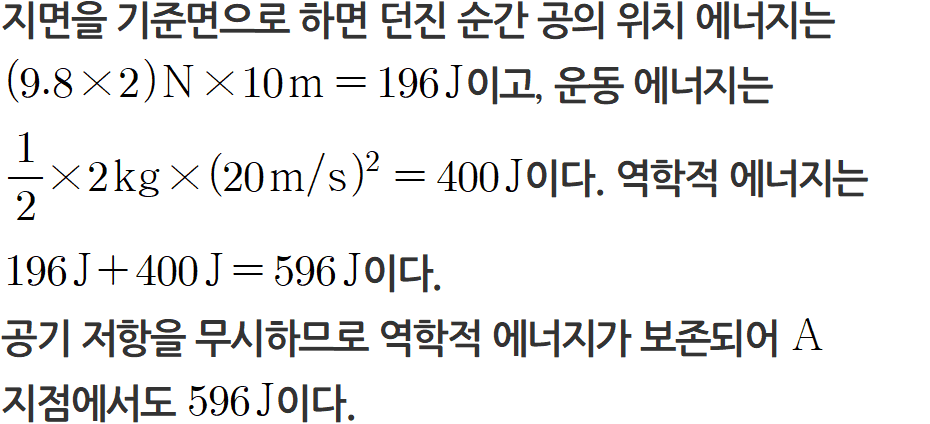 지면을 기준면으로 하면 던진 순간 공의 위치 에너지는
(9.8×2)N×10m=196J이고, 운동 에너지는
1/2×2kg×(20m/s)²=400J이다. 역학적 에너지는
196J+400J=596J이다.
공기 저항을 무시하므로 역학적 에너지가 보존되어 A
지점에서도 596J이다.